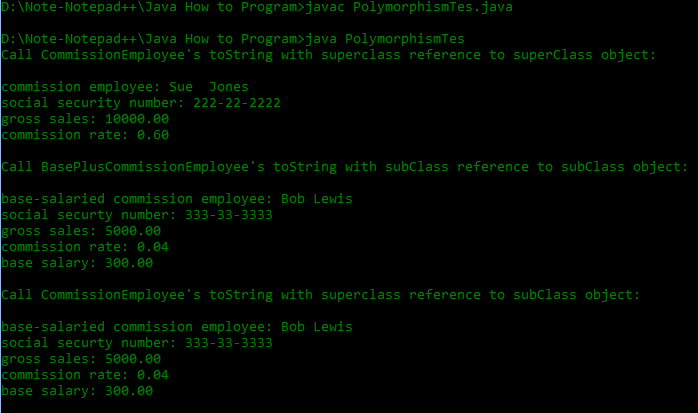 D:\Note-Notepad++\Java How to Program>javac PolymorphismTes.java
D:\Note-Notepad++\Java How to Program>java PolymorphismTes
Call CommissionEmployee's toString with superclass reference to superClass object:
commission employee: Sue  Jones
social security number: 222-22-2222
gross sales: 10000.00
commission rate: 0.60
Call BasePlusCommissionEmployee's toString with subClass reference to subClass object:
base-salaried commission employee: Bob Lewis
social securty number: 333-33-3333
gross sales: 5000.00
commission rate: 0.04
base salary: 300.00
Call CommissionEmployee's toString with superclass reference to subClass object:
base-salaried commission employee: Bob Lewis
social securty number: 333-33-3333
gross sales: 5000.00
commission rate: 0.04
base salary: 300.00